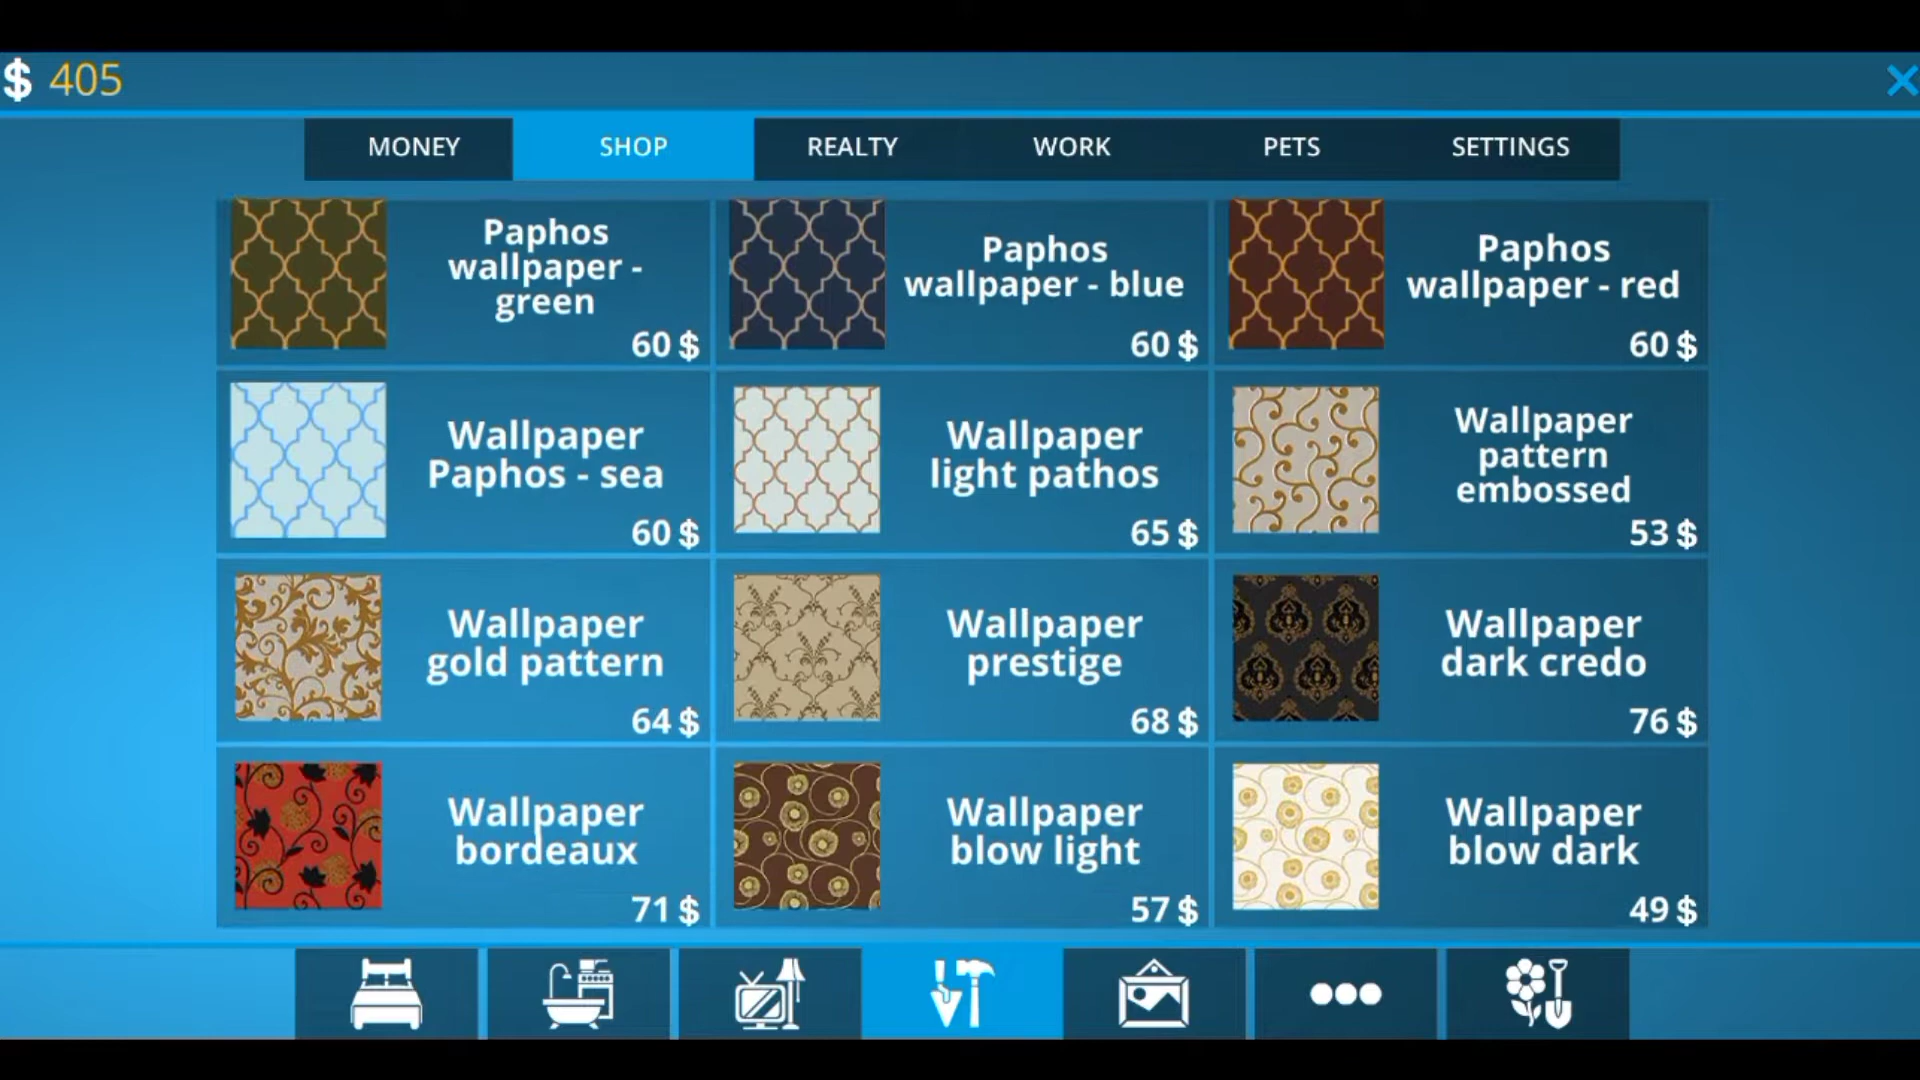 $ 405
MONEY
SHOP
REALTY
WORK
PETS
SETTINGS
Paphos
wallpaper -
green
60 $
Paphos
wallpaper - blue
60 $
Paphos
wallpaper - red
60 $
Wallpaper
Paphos - sea
60 $
Wallpaper
light pathos
65 $
Wallpaper
pattern
embossed
53 $
Wallpaper
gold pattern
64 $
Wallpaper
prestige
68 $
Wallpaper
dark credo
76 $
Wallpaper
bordeaux
71 $
Wallpaper
blow light
57 $
Wallpaper
blow dark
49 $